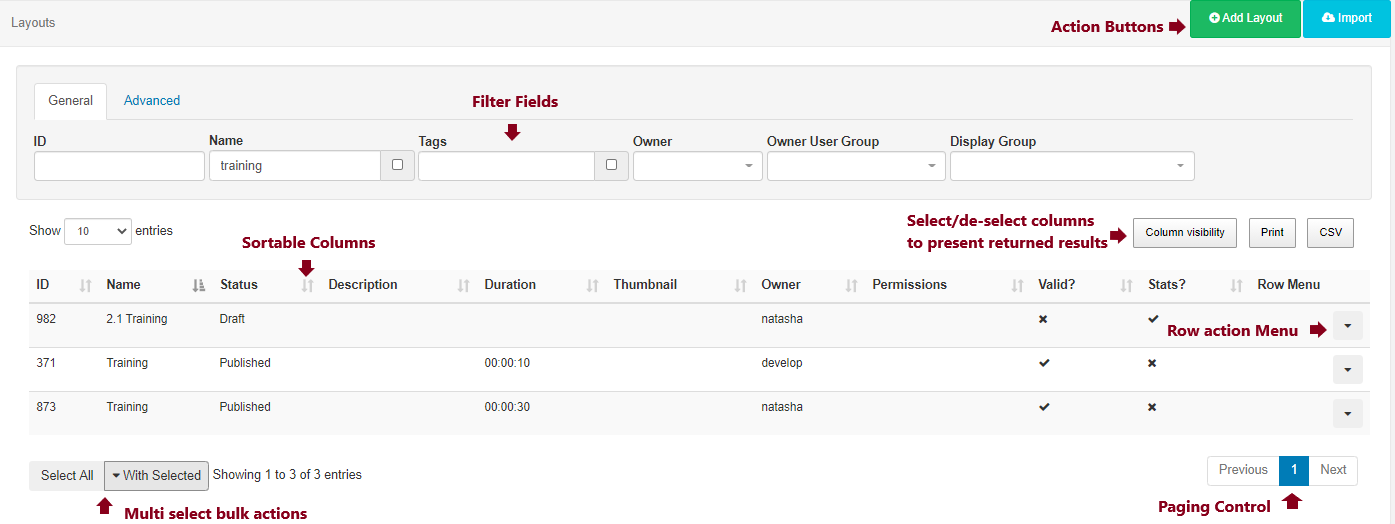 Layouts
Action Buttons
Add Layout
Import
General
Advanced
Filter Fields
ID
Name
Tags
Owner
Owner User Group
Display Group
training
Show 10 entries
Sortable Columns
Select/de-select columns
to present returned results
Column visibility
Print
CSV
ID Name Status Description Duration Thumbnail Owner Permissions Valid? Stats? Row Menu
982 2.1 Training Draft natasha
Row action Menu
371 Training Published 00:00:10 develop
873 Training Published 00:00:30 natasha
Select All With Selected Showing 1 to 3 of 3 entries
Previous 1 Next
Multi select bulk actions
Paging Control